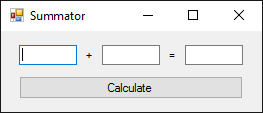 Summator
+ =
Calculate